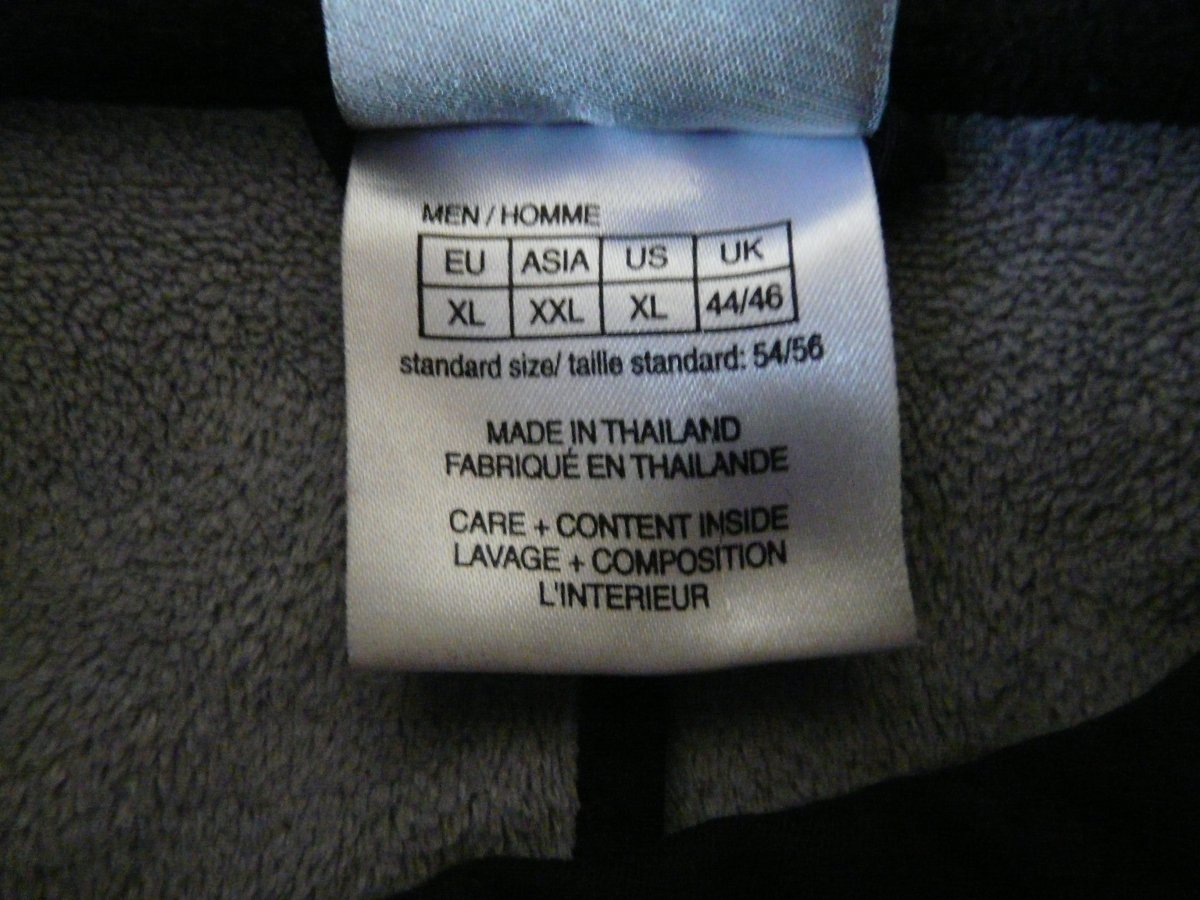 MEN / HOMME
EU ASIA US UK
XL XXL XL 44/46
standard size/ taille standard: 54/56
MADE IN THAILAND
FABRIQUÉ EN THAILANDE
CARE + CONTENT INSIDE
LAVAGE + COMPOSITION
L'INTERIEUR